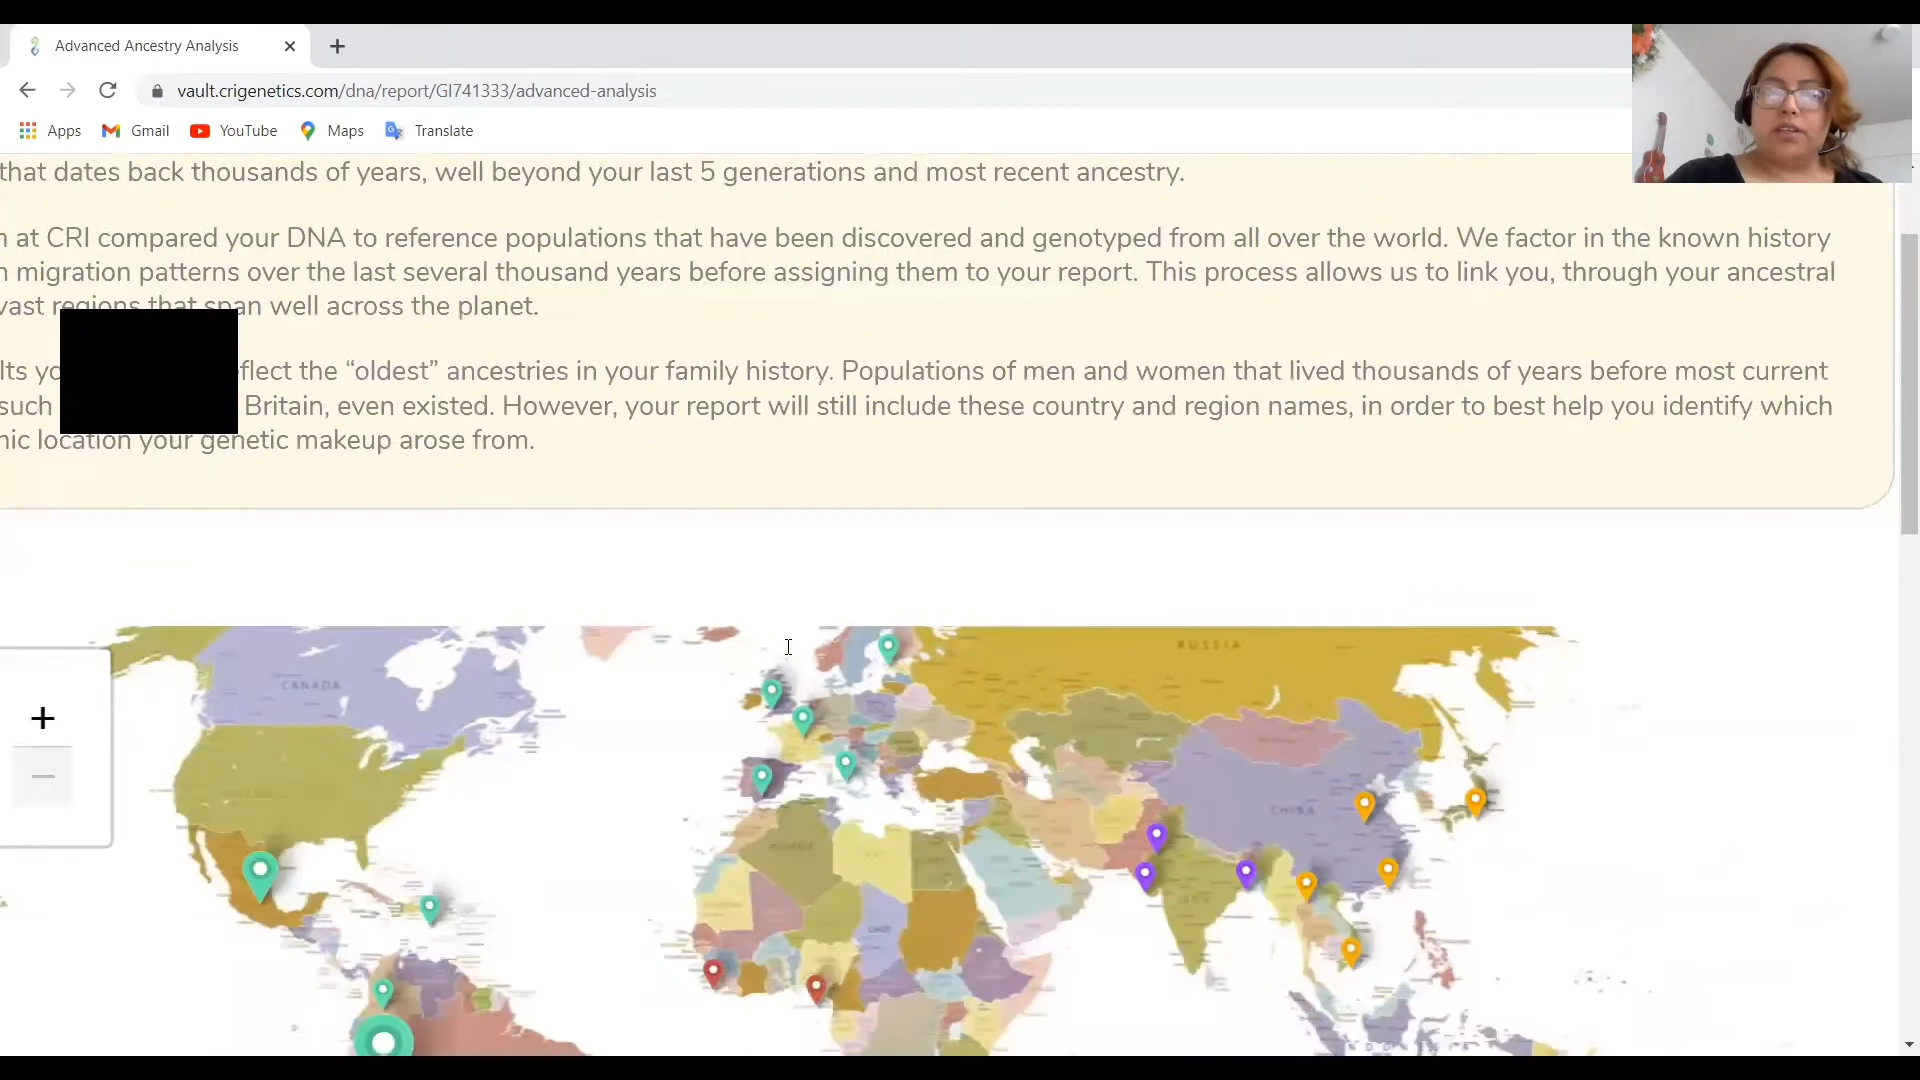 Advanced Ancestry Analysis
vault.crigenetics.com/dna/report/GI741333/advanced-analysis
Apps Gmail YouTube Maps Translate
that dates back thousands of years, well beyond your last 5 generations and most recent ancestry.
at CRI compared your DNA to reference populations that have been discovered and genotyped from all over the world. We factor in the known history
migration patterns over the last several thousand years before assigning them to your report. This process allows us to link you, through your ancestral
vast regions that span well across the planet.
eflect the “oldest” ancestries in your family history. Populations of men and women that lived thousands of years before most current
such Britain, even existed. However, your report will still include these country and region names, in order to best help you identify which
hic location your genetic makeup arose from.
RUSSIA
CANADA
CHINA